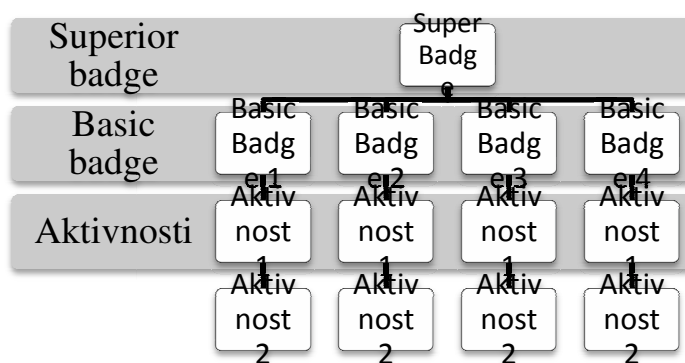 Superior
badge
Super
Badg
e
Basic
badge
Basic
Badg
e 1
Basic
Badg
e 2
Basic
Badg
e 3
Basic
Badg
e 4
Aktivnosti
Aktiv
nost
1
Aktiv
nost
1
Aktiv
nost
1
Aktiv
nost
1
Aktiv
nost
2
Aktiv
nost
2
Aktiv
nost
2
Aktiv
nost
2